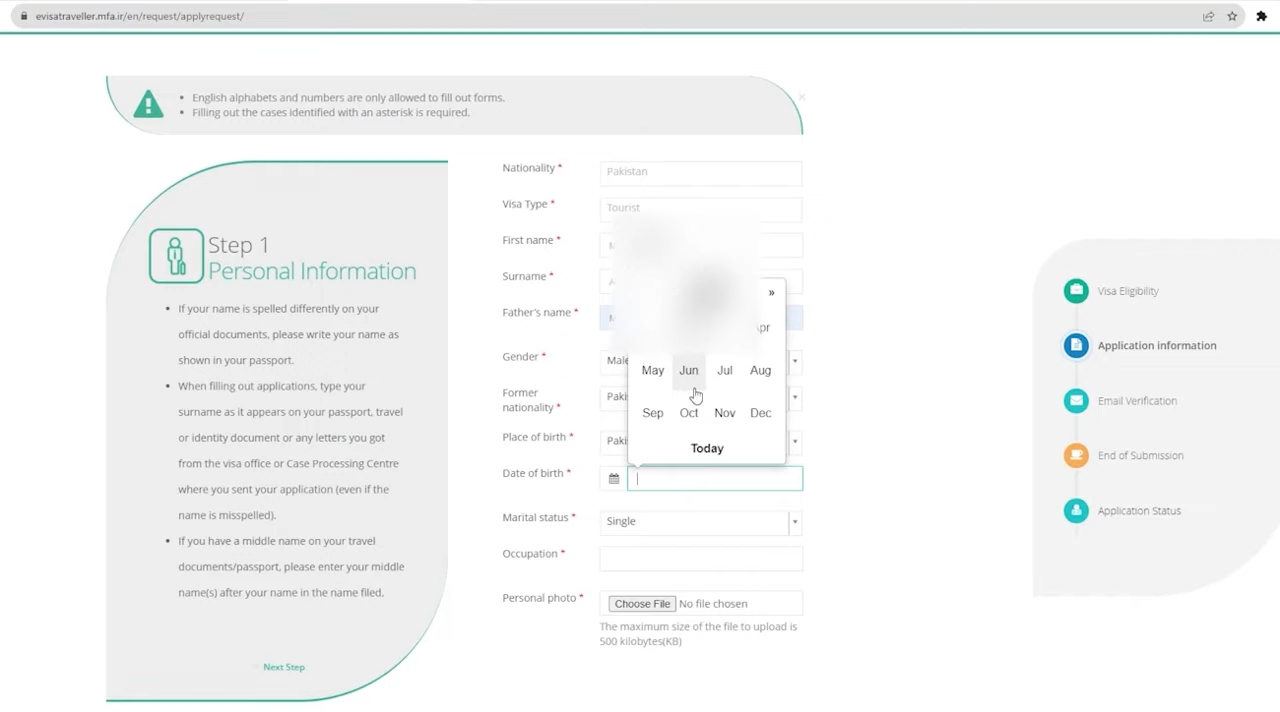 evisatraveller.mfa.ir/en/request/applyrequest/
• English alphabets and numbers are only allowed to fill out forms.
• Filling out the cases identified with an asterisk is required.
×
Step 1
Personal Information
• If your name is spelled differently on your
official documents, please write your name as
shown in your passport.
• When filling out applications, type your
surname as it appears on your passport, travel
or identity document or any letters you got
from the visa office or Case Processing Centre
where you sent your application (even if the
name is misspelled).
• If you have a middle name on your travel
documents/passport, please enter your middle
name(s) after your name in the name filed.
Next Step
Nationality *
Pakistan
Visa Type *
Tourist
First name *
Surname *
Father's name *
Gender *
Male
Former
nationality *
Place of birth *
Date of birth *
»
May Jun Jul Aug
Sep Oct Nov Dec
Today
Marital status *
Single
Occupation *
Personal photo *
Choose File No file chosen
The maximum size of the file to upload is
500 kilobytes(KB)
Visa Eligibility
Application information
Email Verification
End of Submission
Application Status